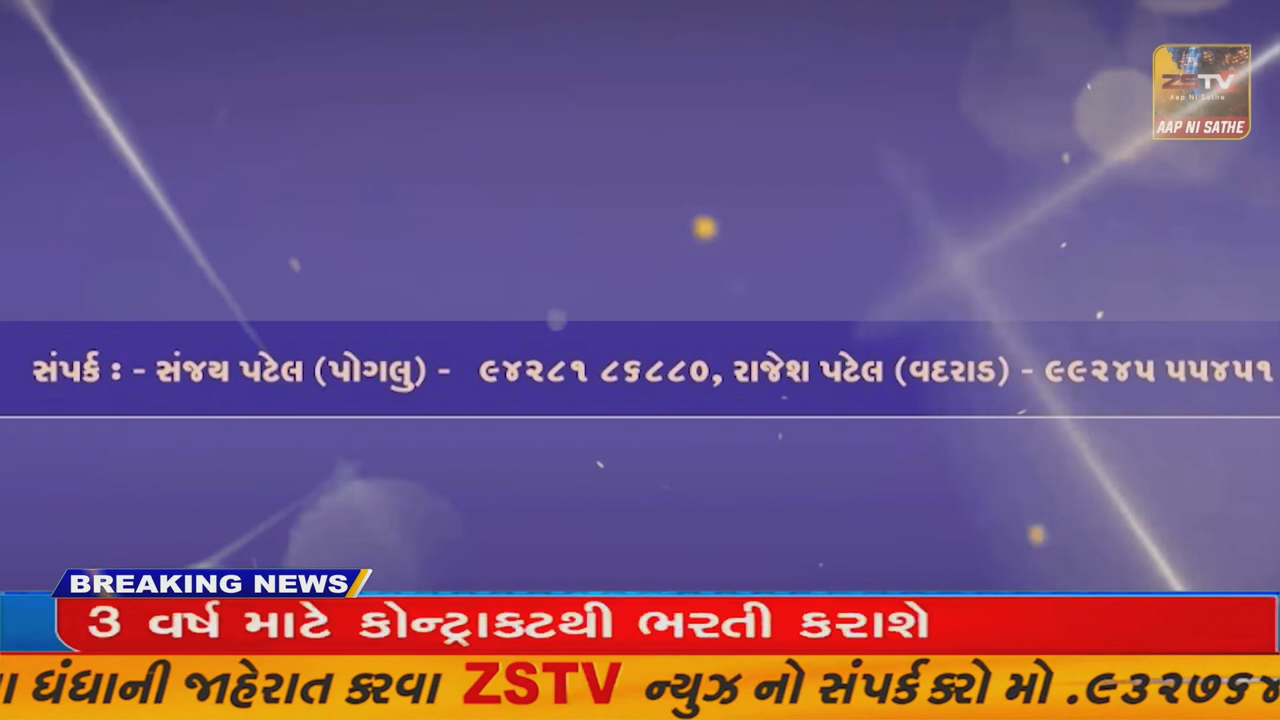 ZSTV
Aap Ni Sathe
AAP NI SATHE
સંપર્ક : - સંજય પટેલ (પોગલુ) - ૯૪૨૮૧ ૮૬૮૮૦, રાજેશ પટેલ (વદરાડ) - ૯૯૨૪૫ ૫૫૪૫૧
BREAKING NEWS
3 વર્ષ માટે કોન્ટ્રાક્ટથી ભરતી કરાશે
ધંધાની જાહેરાત કરવા ZSTV ન્યુઝ નો સંપર્ક કરો મો .૯૩૨૭૬૪